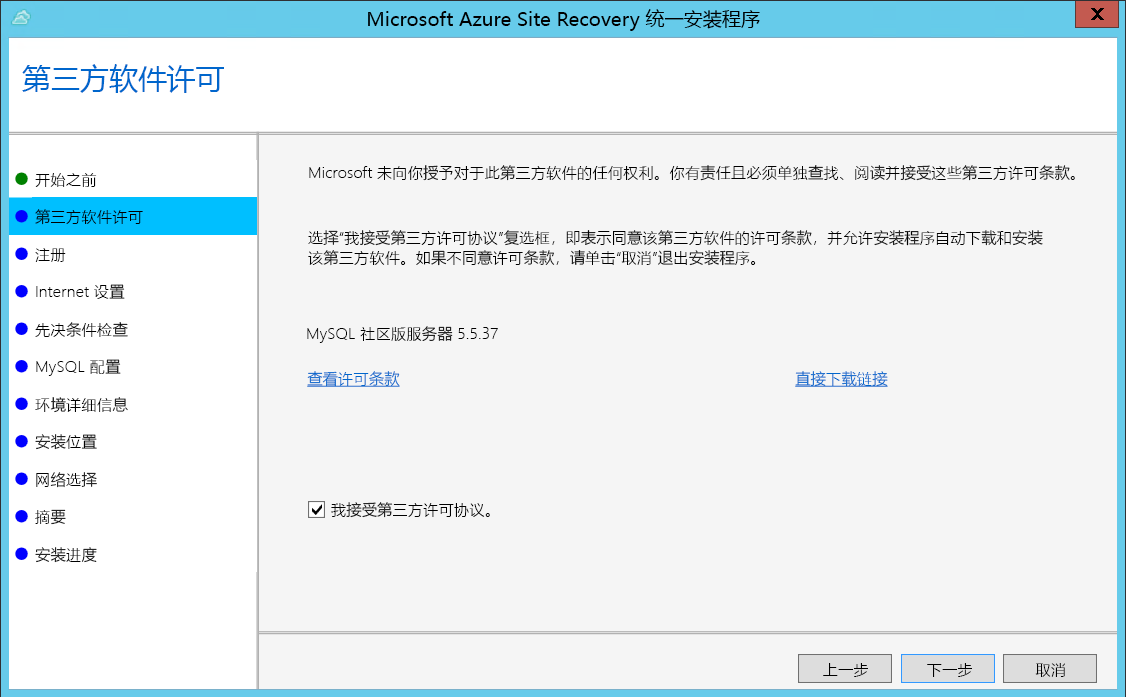 Microsoft Azure Site Recovery 统一安装程序
X
第三方软件许可
开始之前
第三方软件许可
注册
Internet 设置
先决条件检查
MySQL 配置
环境详细信息
安装位置
网络选择
摘要
安装进度
Microsoft 未向你授予对于此第三方软件的任何权利。你有责任且必须单独查找、阅读并接受这些第三方许可条款。
选择“我接受第三方许可协议”复选框，即表示同意该第三方软件的许可条款，并允许安装程序自动下载和安装
该第三方软件。如果不同意许可条款，请单击“取消”退出安装程序。
MySQL 社区版服务器 5.5.37
查看许可条款 直接下载链接
我接受第三方许可协议。
上一步 下一步 取消